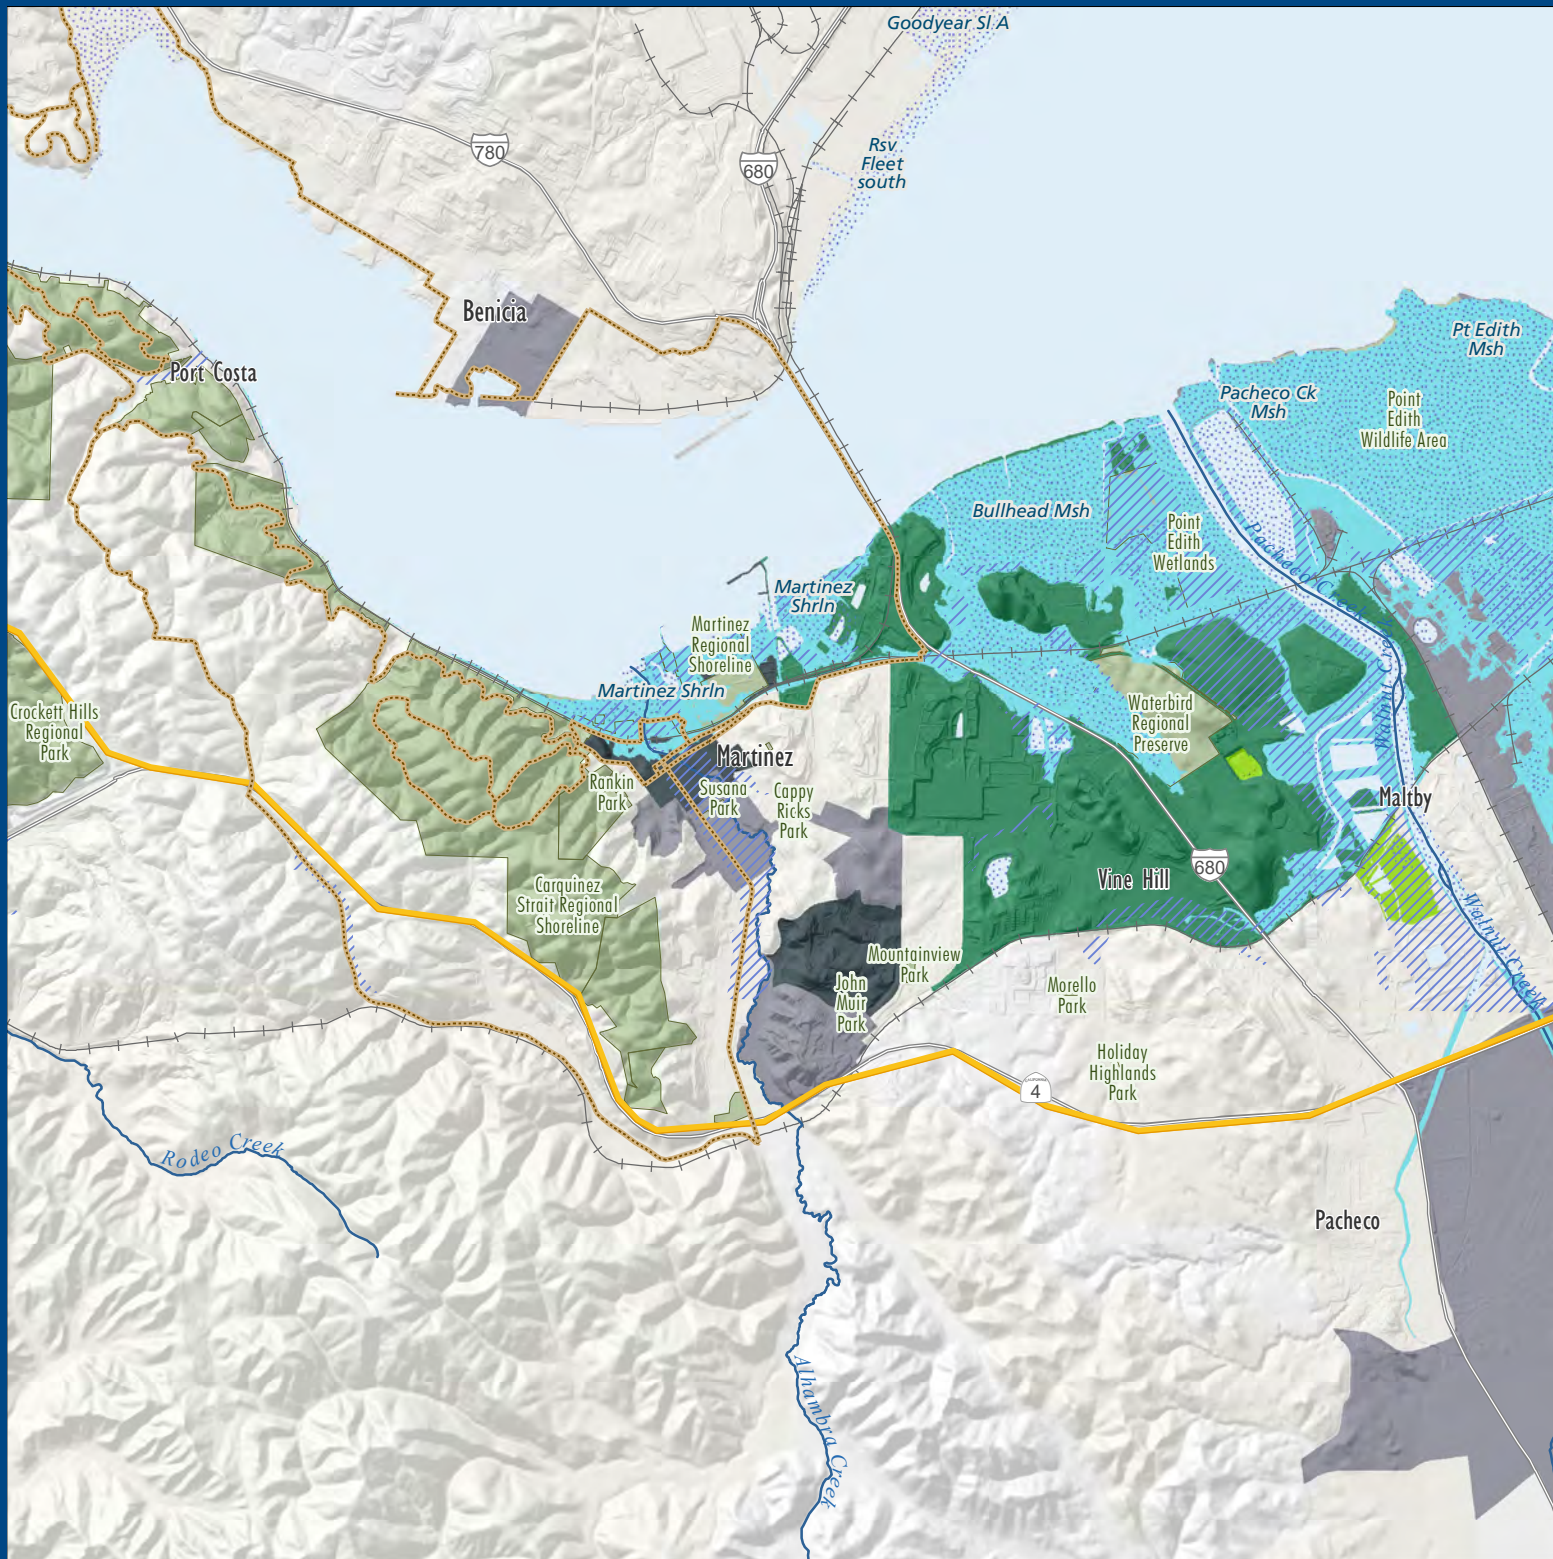 Goodyear Sl A
780
680
Rsv
Fleet
south
Benicia
Pt Edith
Msh
Port Costa
Pacheco Ck
Msh
Point
Edith
Wildlife Area
Bullhead Msh
Point
Edith
Wetlands
Pacheco Creek
Martinez
Shrln
Martinez
Regional
Shoreline
Walnut Creek
Martinez Shrln
Crockett Hills
Regional
Park
Waterbird
Regional
Preserve
Martinez
Rankin
Park
Susana
Park
Cappy
Ricks
Park
Maltby
680
Vine Hill
Carquinez
Strait Regional
Shoreline
Walnut Creek
Mountainview
Park
John
Muir
Park
Morello
Park
Holiday
Highlands
Park
CALIFORNIA
4
Rodeo Creek
Pacheco
Alhambra Creek